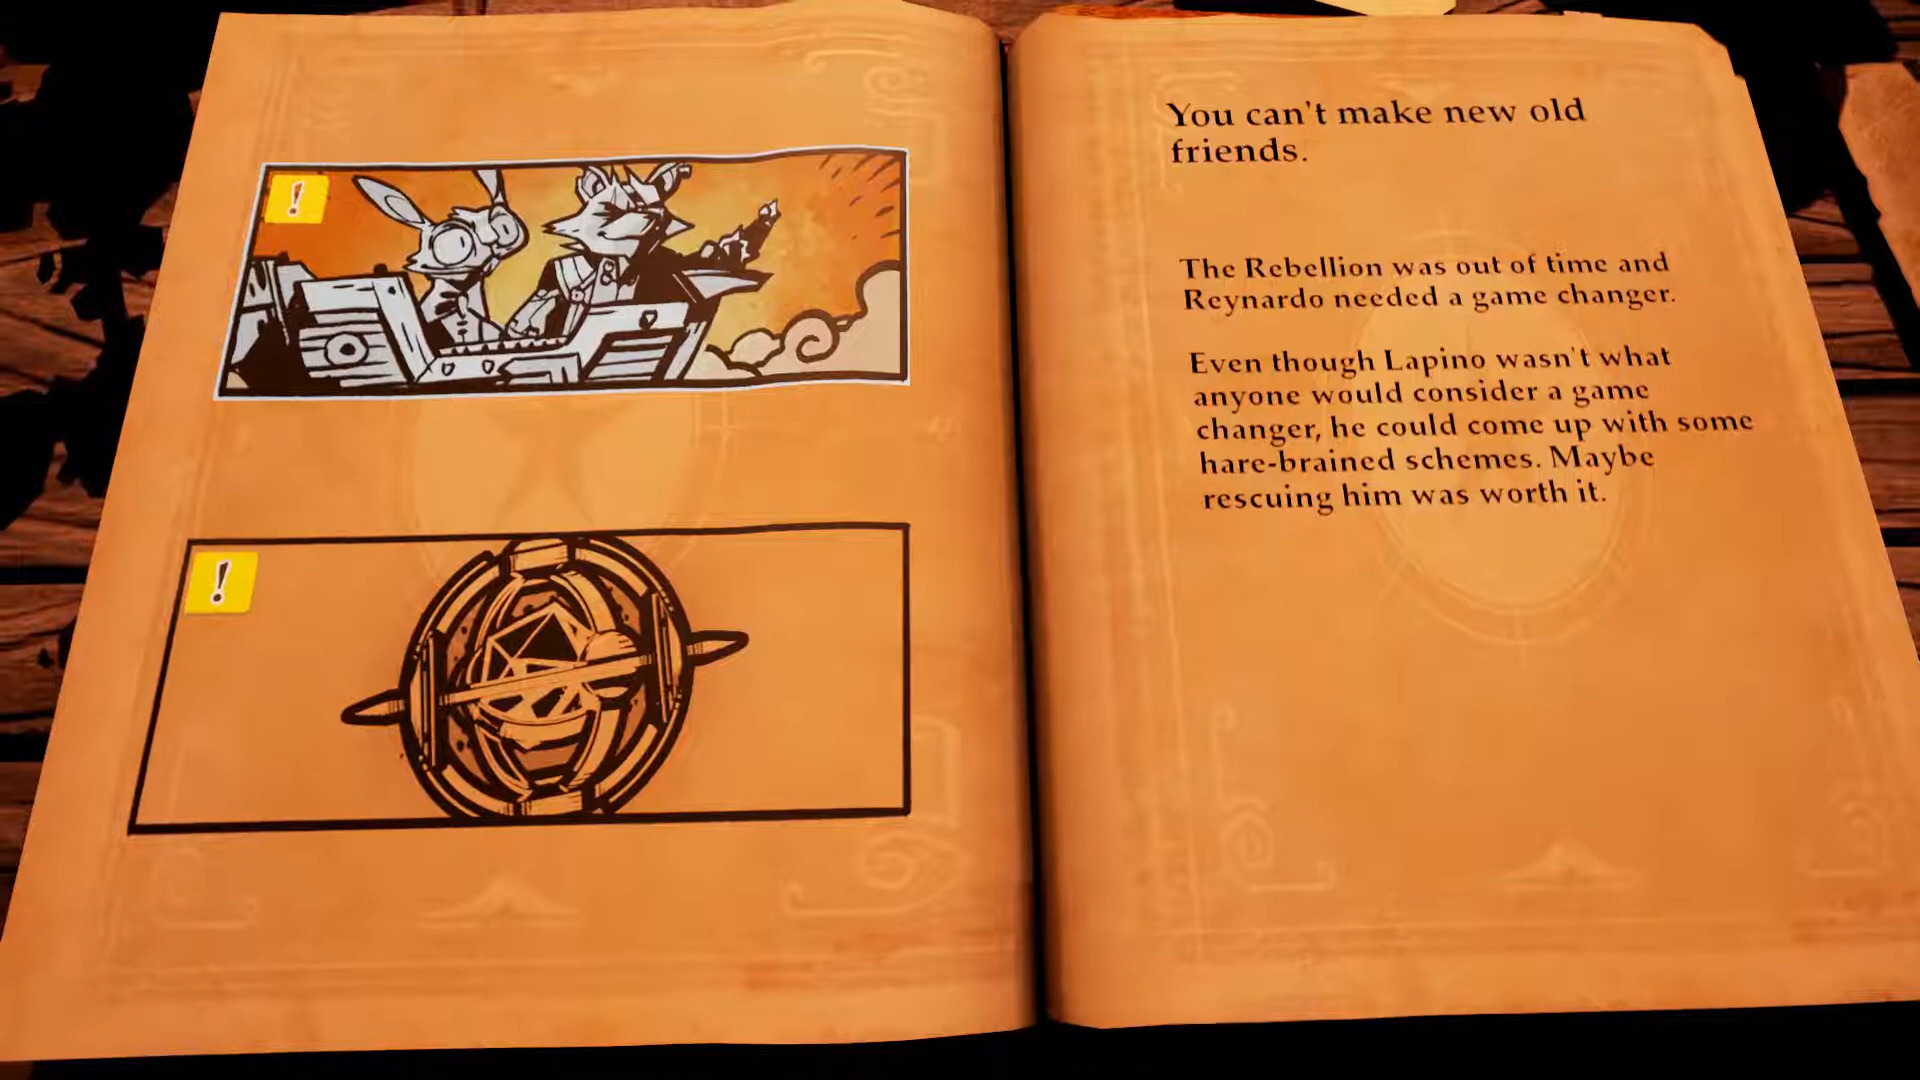 !
!
You can't make new old
friends.
The Rebellion was out of time and
Reynardo needed a game changer.
Even though Lapino wasn't what
anyone would consider a game
changer, he could come up with some
hare-brained schemes. Maybe
rescuing him was worth it.